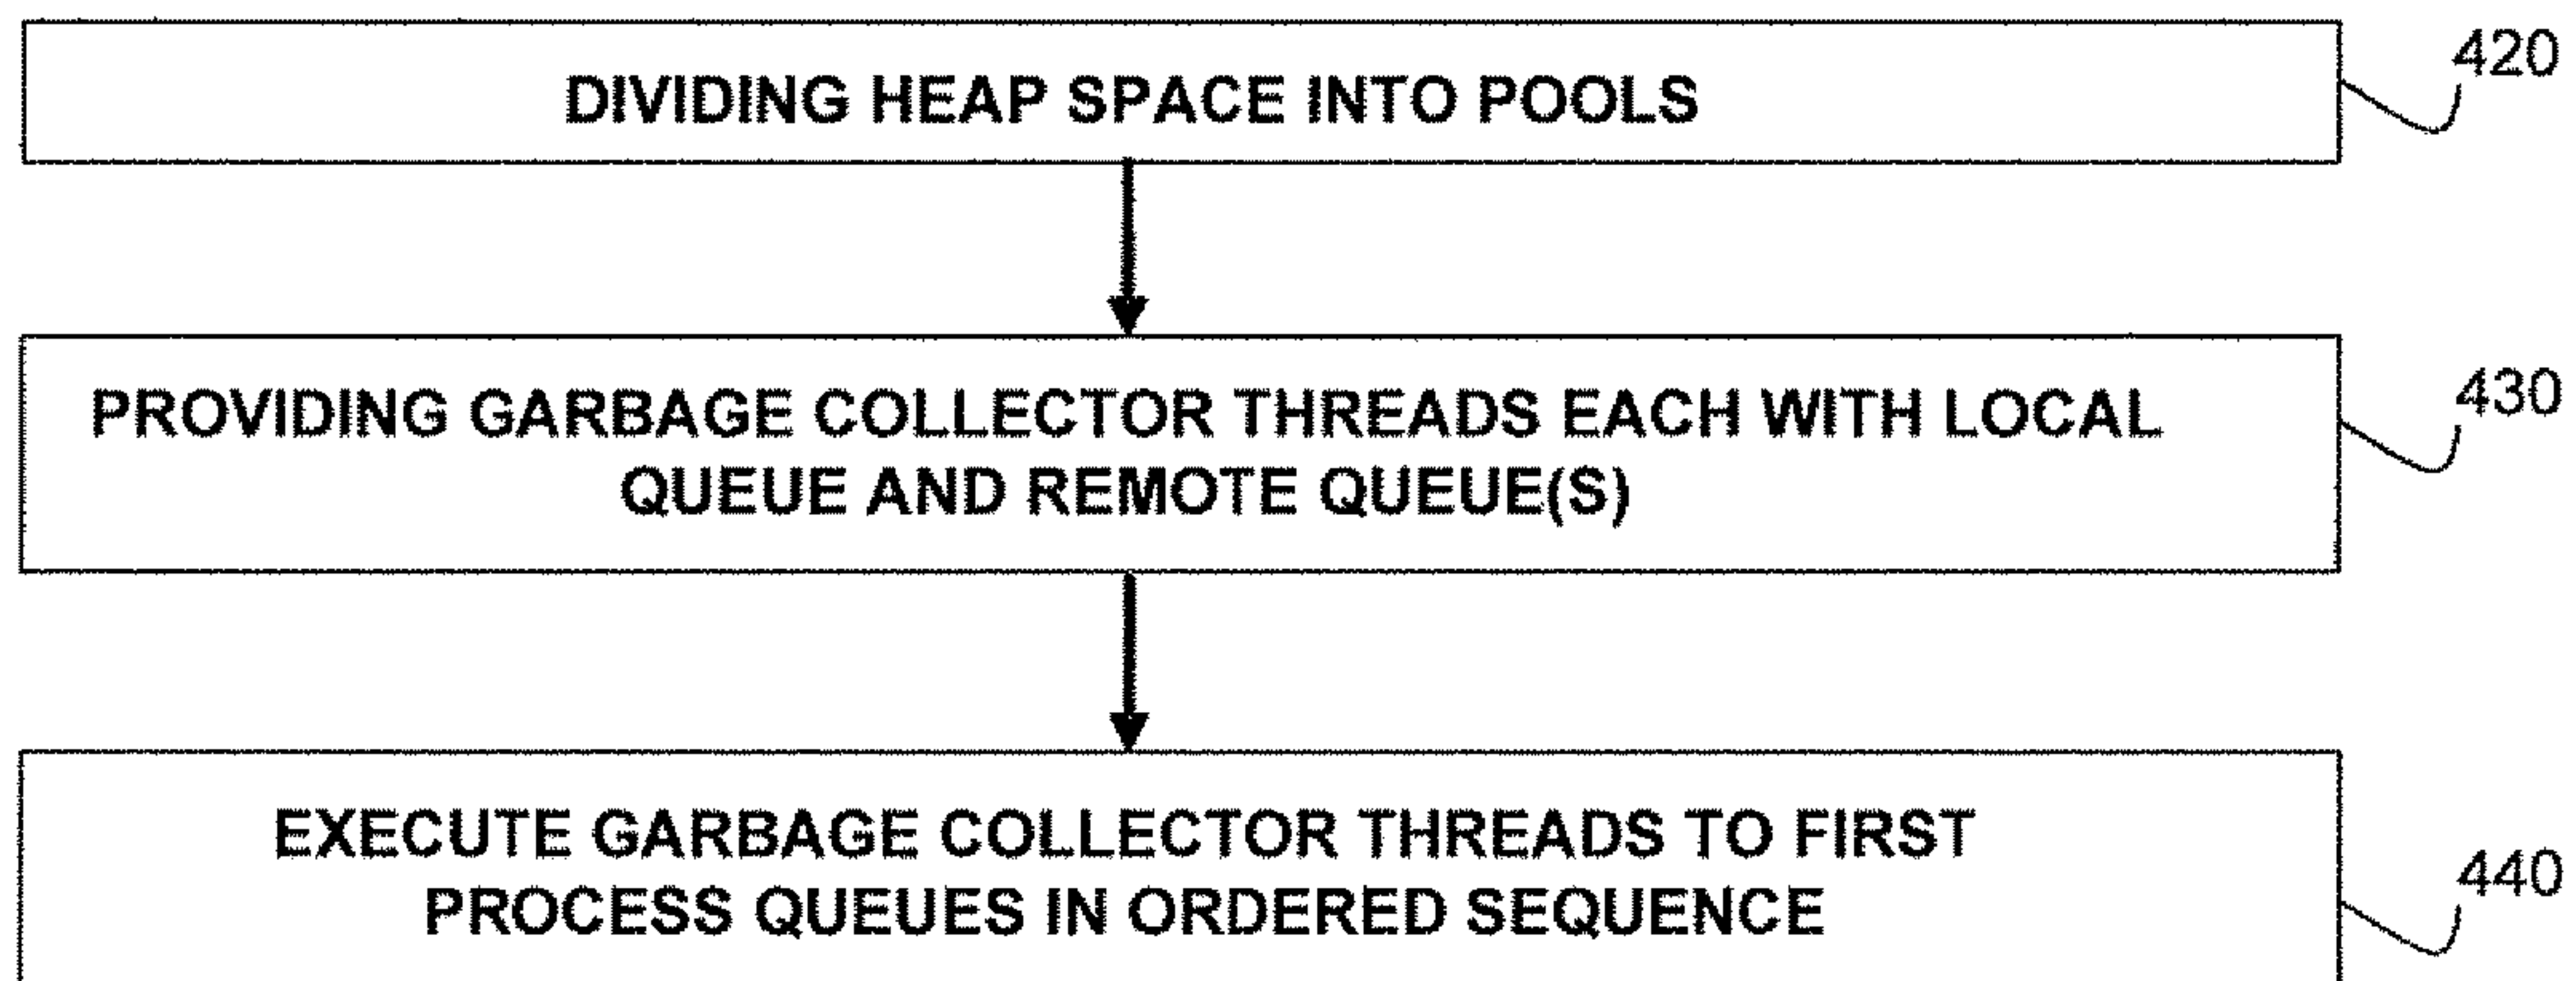 DIVIDING HEAP SPACE INTO POOLS
420
PROVIDING GARBAGE COLLECTOR THREADS EACH WITH LOCAL
QUEUE AND REMOTE QUEUE(S)
430
EXECUTE GARBAGE COLLECTOR THREADS TO FIRST
PROCESS QUEUES IN ORDERED SEQUENCE
440